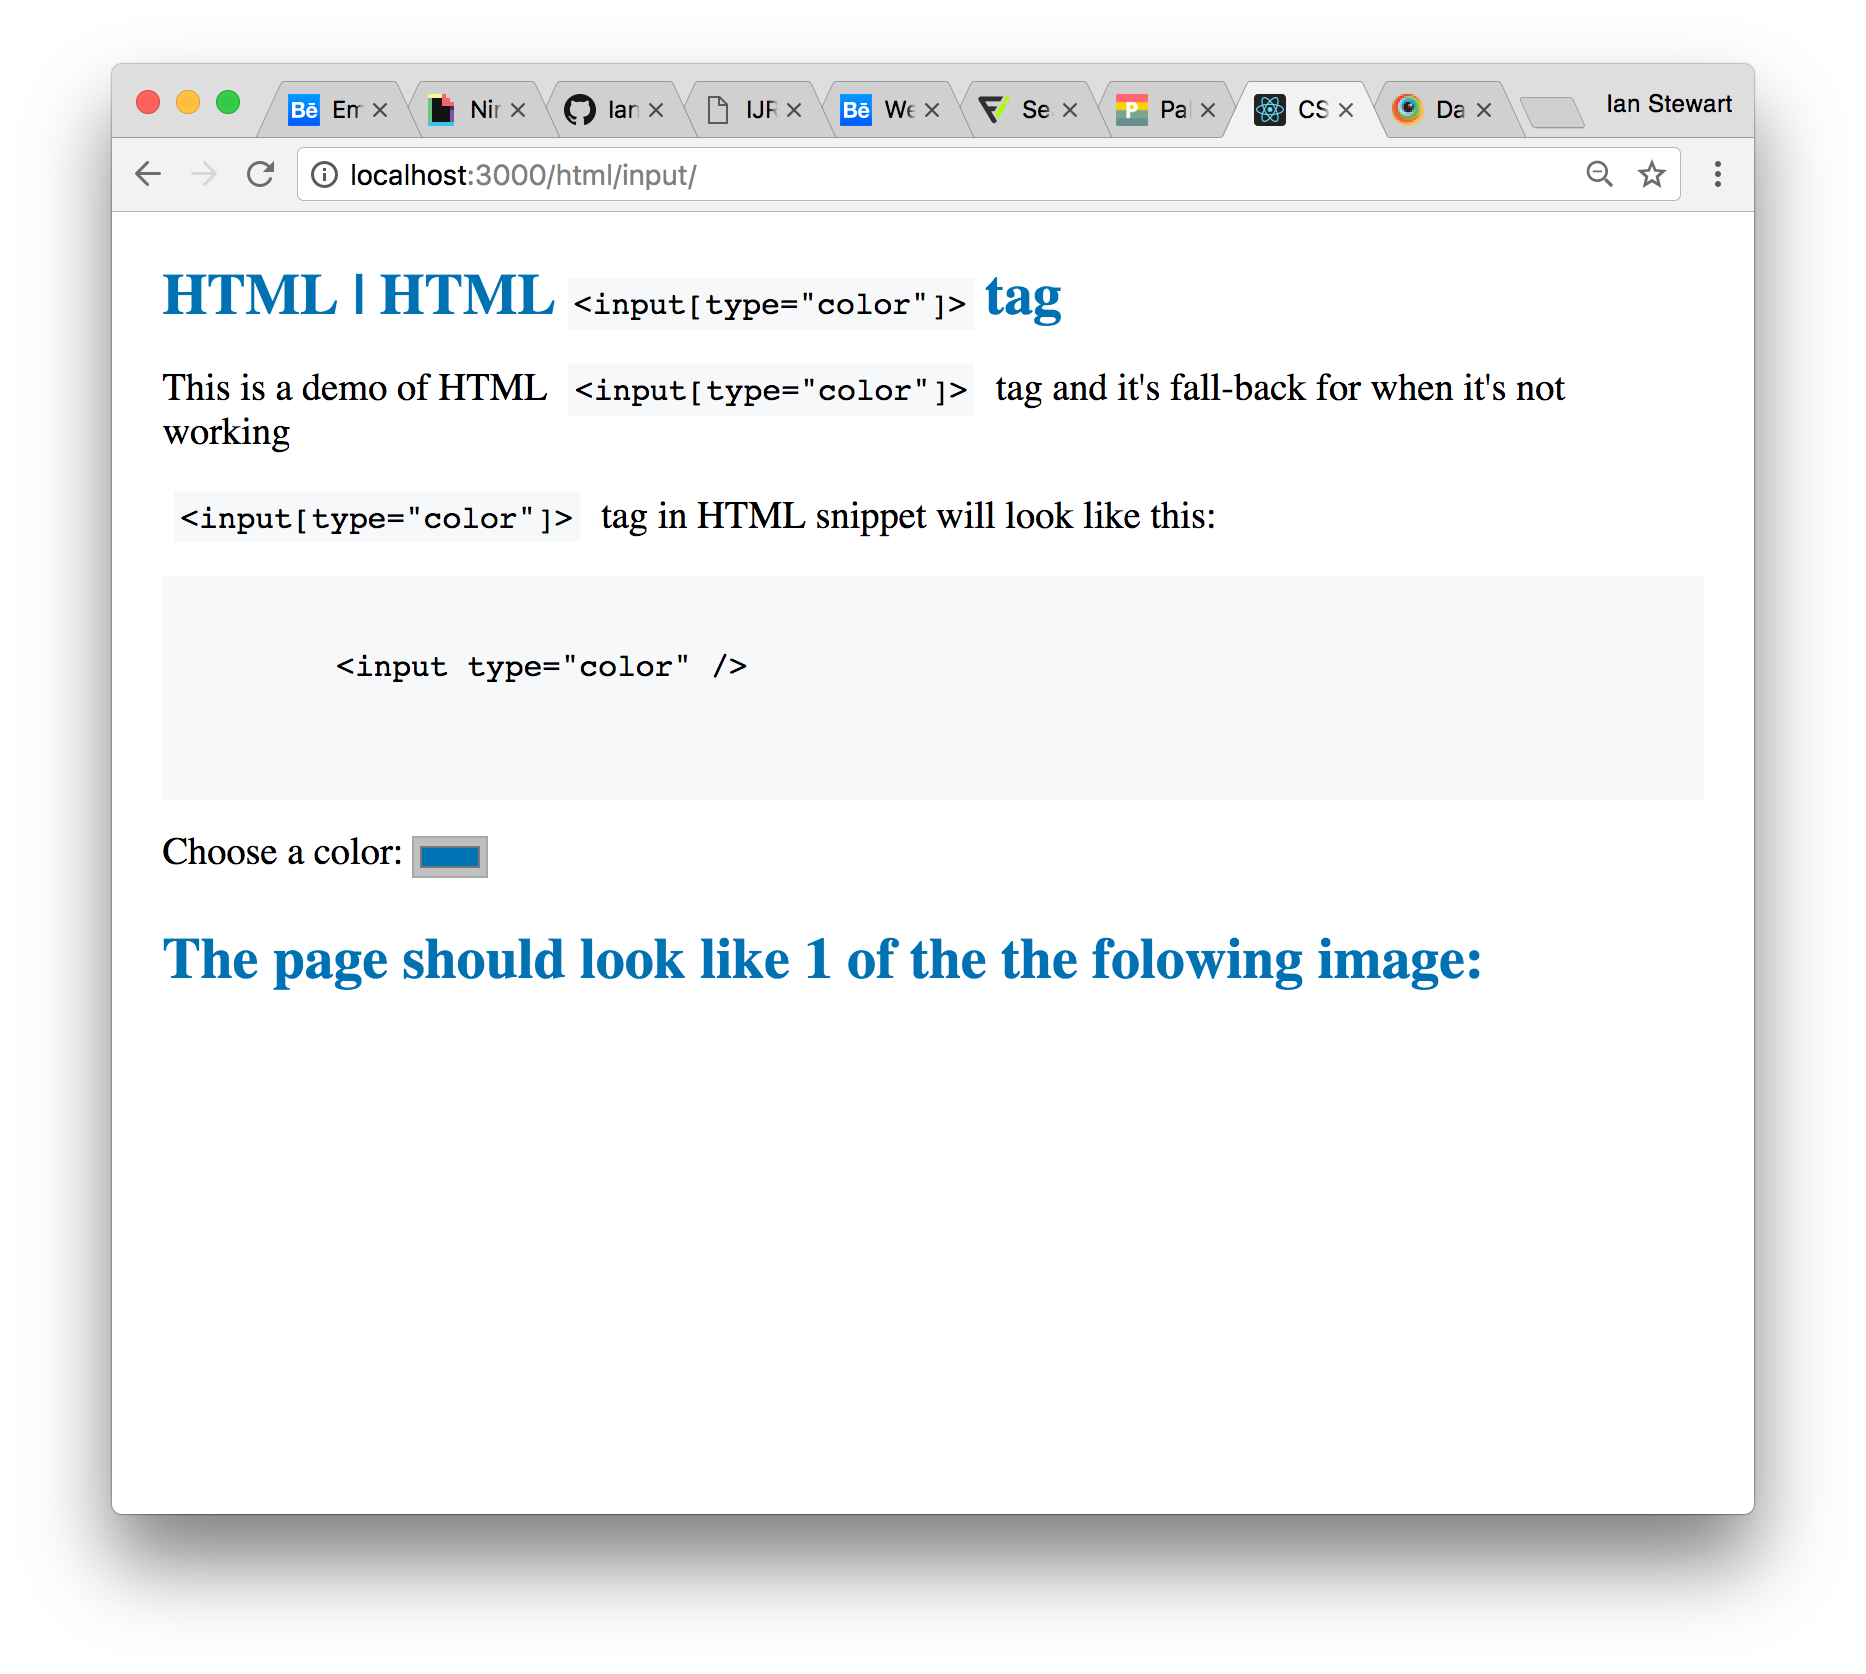 Bē Em Nir Ian IJR Bē We Se P Pal CS Da Ian Stewart
localhost:3000/html/input/
HTML | HTML <input[type="color"]> tag
This is a demo of HTML <input[type="color"]> tag and it's fall-back for when it's not
working
<input[type="color"]> tag in HTML snippet will look like this:
<input type="color" />
Choose a color:
The page should look like 1 of the the folowing image: